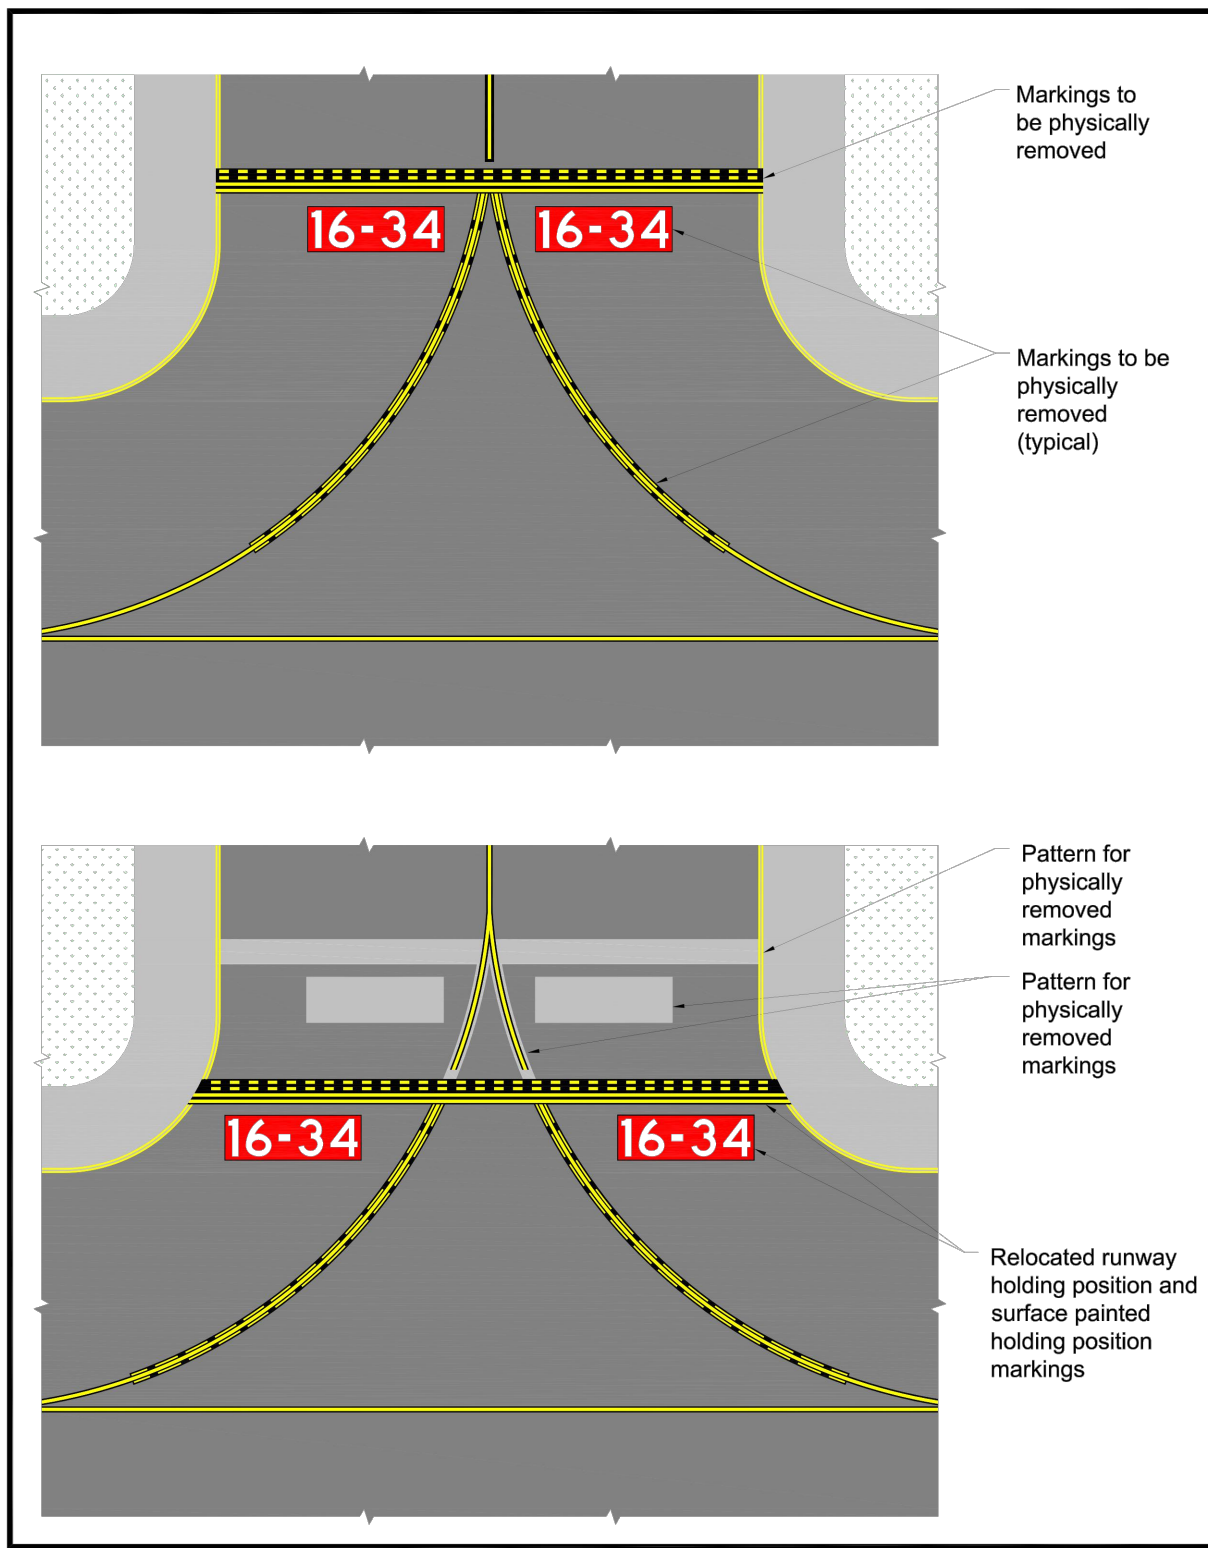 Markings to
be physically
removed
16-34 16-34
Markings to be
physically
removed
(typical)
Pattern for
physically
removed
markings
Pattern for
physically
removed
markings
16-34 16-34
Relocated runway
holding position and
surface painted
holding position
markings